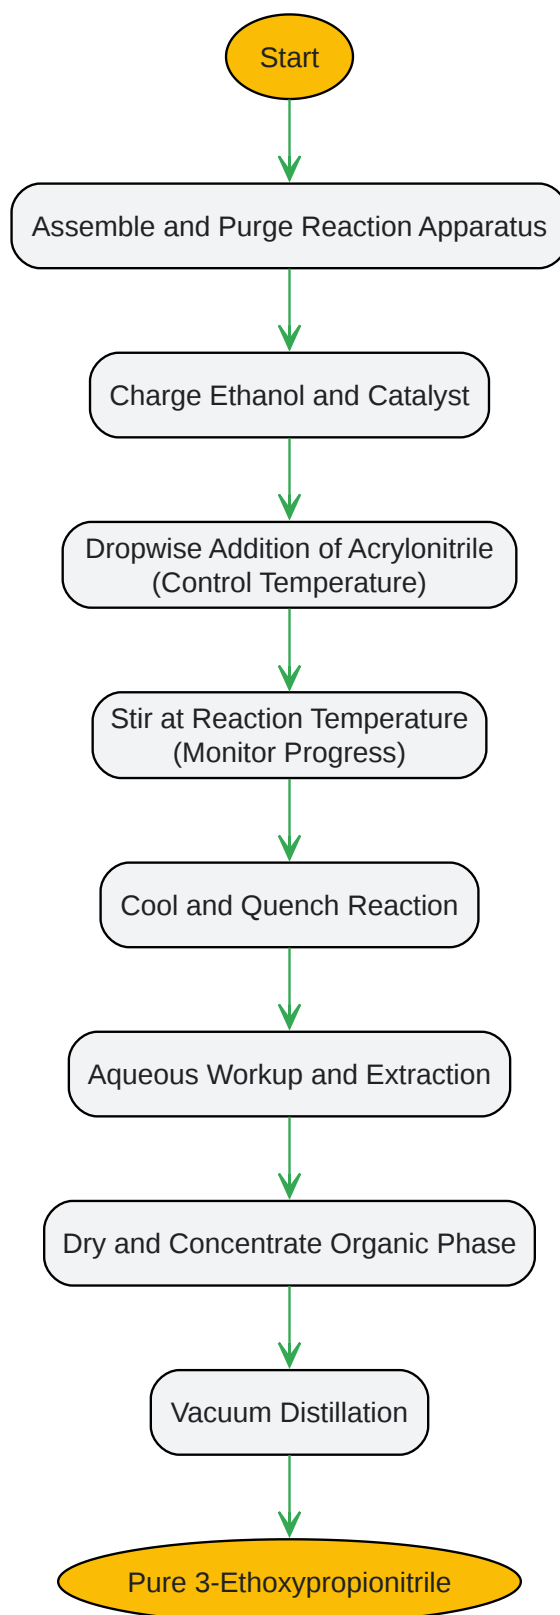 Start
Assemble and Purge Reaction Apparatus
Charge Ethanol and Catalyst
Dropwise Addition of Acrylonitrile
(Control Temperature)
Stir at Reaction Temperature
(Monitor Progress)
Cool and Quench Reaction
Aqueous Workup and Extraction
Dry and Concentrate Organic Phase
Vacuum Distillation
Pure 3-Ethoxypropionitrile